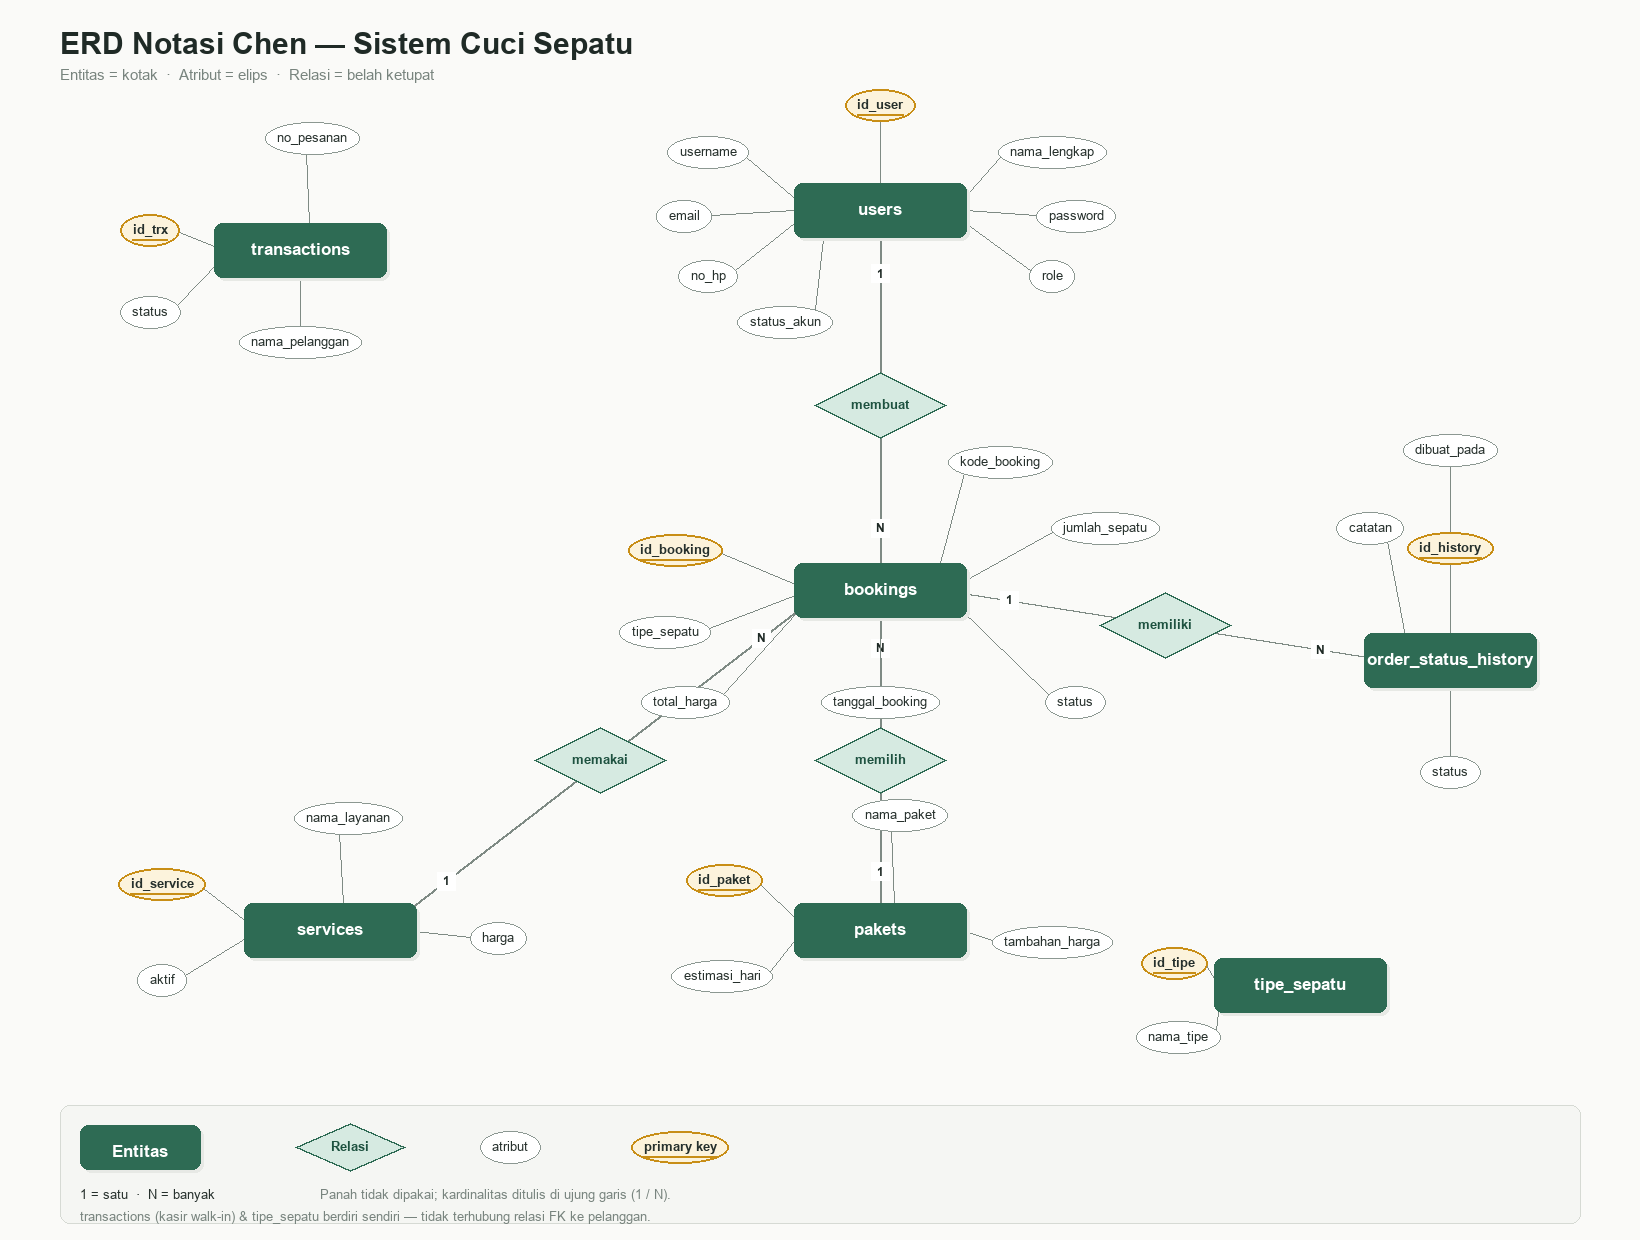 ERD Notasi Chen — Sistem Cuci Sepatu
Entitas = kotak · Atribut = elips · Relasi = belah ketupat
id_user
no_pesanan
username
nama_lengkap
id_trx
email
users
password
transactions
no_hp
1
role
status
status_akun
nama_pelanggan
membuat
kode_booking
dibuat_pada
N
jumlah_sepatu
catatan
id_booking
id_history
bookings
1
memiliki
tipe_sepatu
N
N
N
order_status_history
total_harga
tanggal_booking
status
memakai
memilih
status
nama_layanan
nama_paket
id_service
1
1
id_paket
services
harga
pakets
tambahan_harga
aktif
estimasi_hari
id_tipe
tipe_sepatu
nama_tipe
Entitas
Relasi
atribut
primary key
1 = satu · N = banyak
Panah tidak dipakai; kardinalitas ditulis di ujung garis (1 / N).
transactions (kasir walk-in) & tipe_sepatu berdiri sendiri — tidak terhubung relasi FK ke pelanggan.